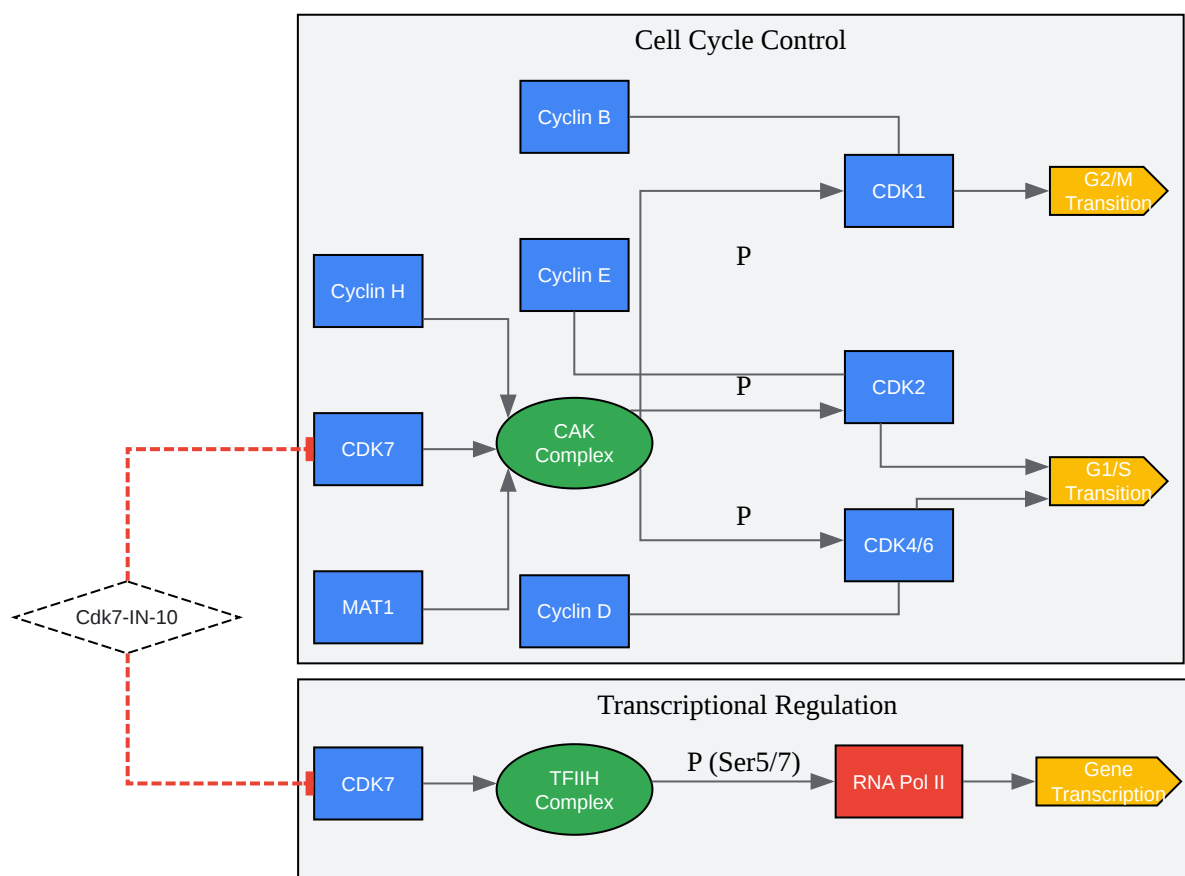 Cell Cycle Control
Cyclin B
CDK1
G2/M
Transition
P
Cyclin E
Cyclin H
CDK2
P
CDK7
CAK
Complex
G1/S
Transition
P
CDK4/6
MAT1
Cyclin D
Cdk7-IN-10
Transcriptional Regulation
CDK7
TFIIH
Complex
P (Ser5/7)
RNA Pol II
Gene
Transcription